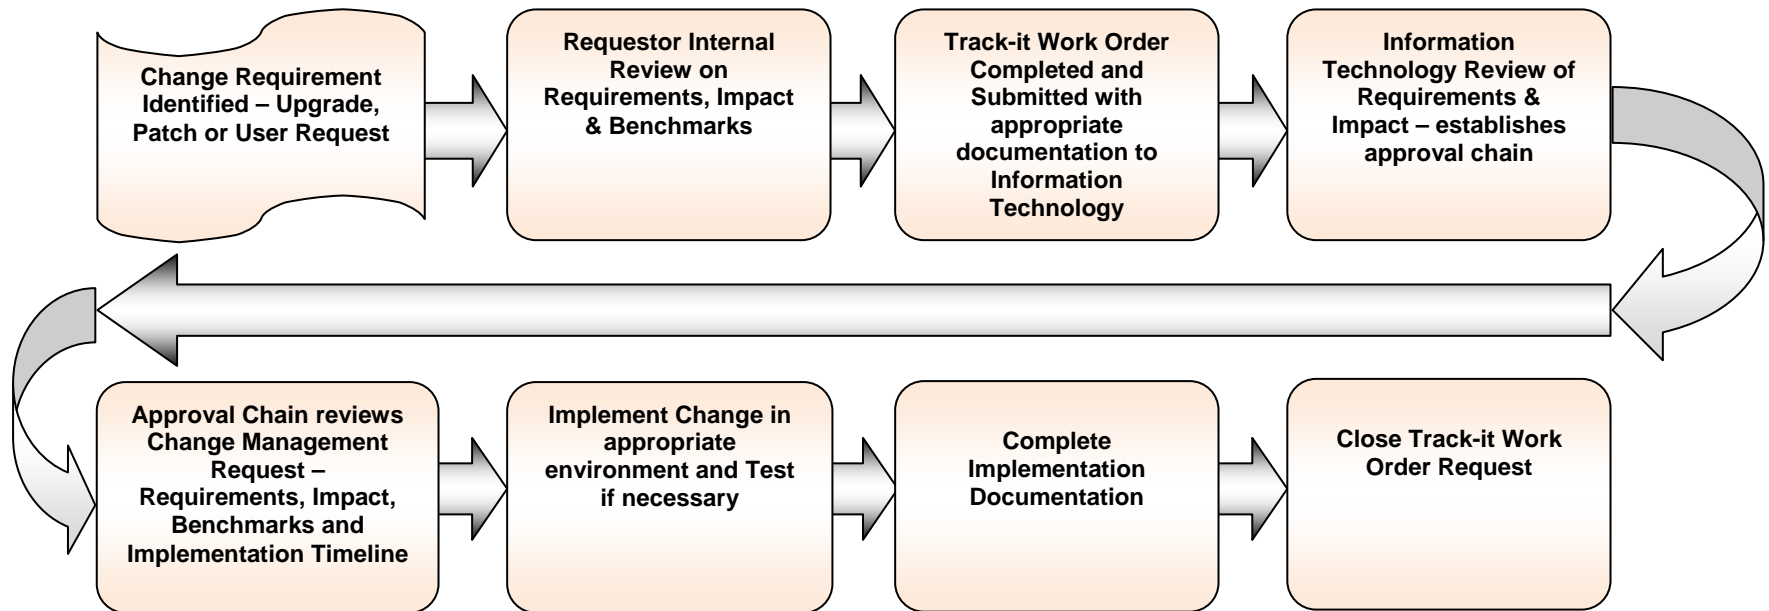 Change Requirement
Identified – Upgrade,
Patch or User Request
Requestor Internal
Review on
Requirements, Impact
& Benchmarks
Track-it Work Order
Completed and
Submitted with
appropriate
documentation to
Information
Technology
Information
Technology Review of
Requirements &
Impact – establishes
approval chain
Approval Chain reviews
Change Management
Request –
Requirements, Impact,
Benchmarks and
Implementation Timeline
Implement Change in
appropriate
environment and Test
if necessary
Complete
Implementation
Documentation
Close Track-it Work
Order Request